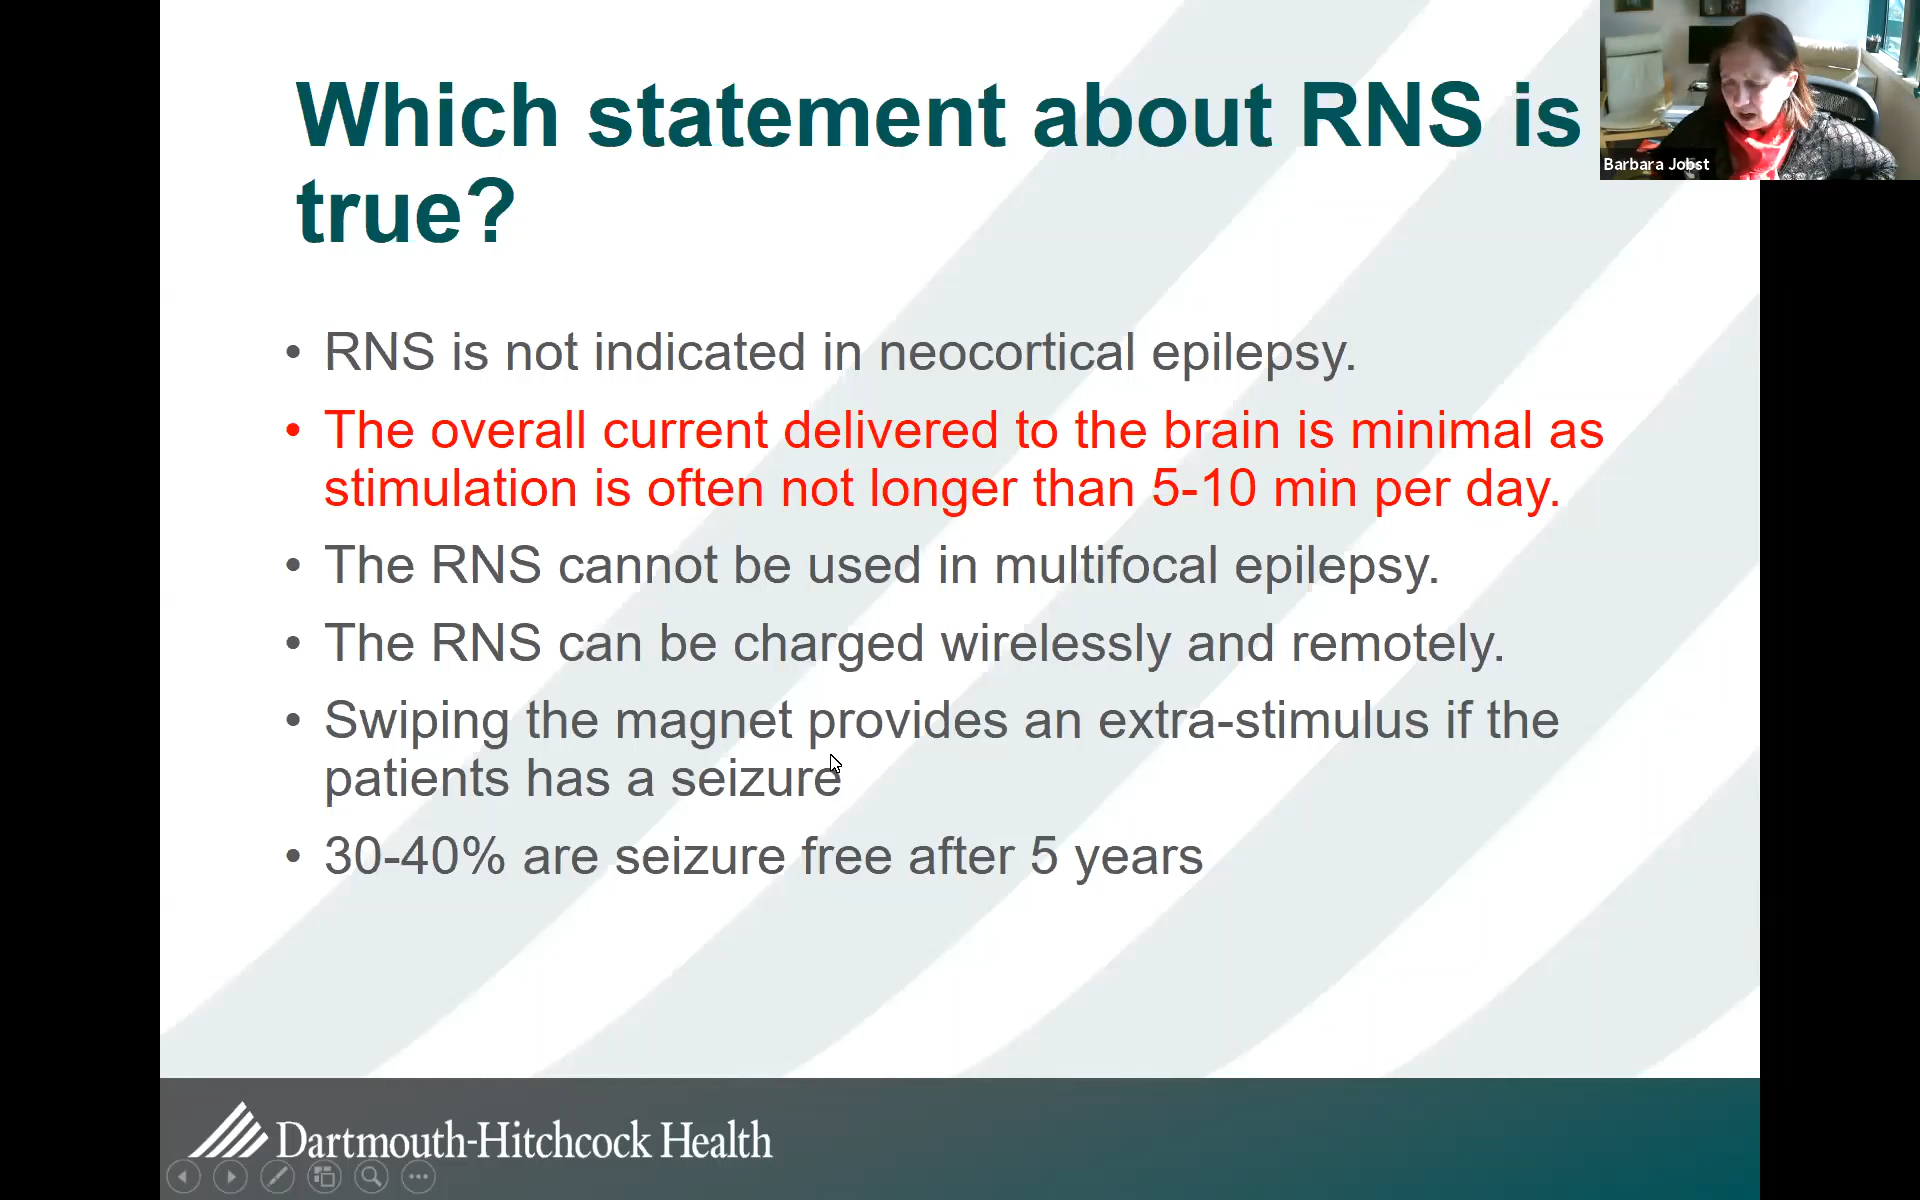 Which statement about RNS is
true?
Barbara Jobst
• RNS is not indicated in neocortical epilepsy.
• The overall current delivered to the brain is minimal as
stimulation is often not longer than 5-10 min per day.
• The RNS cannot be used in multifocal epilepsy.
• The RNS can be charged wirelessly and remotely.
• Swiping the magnet provides an extra-stimulus if the
patients has a seizure
• 30-40% are seizure free after 5 years
Dartmouth-Hitchcock Health